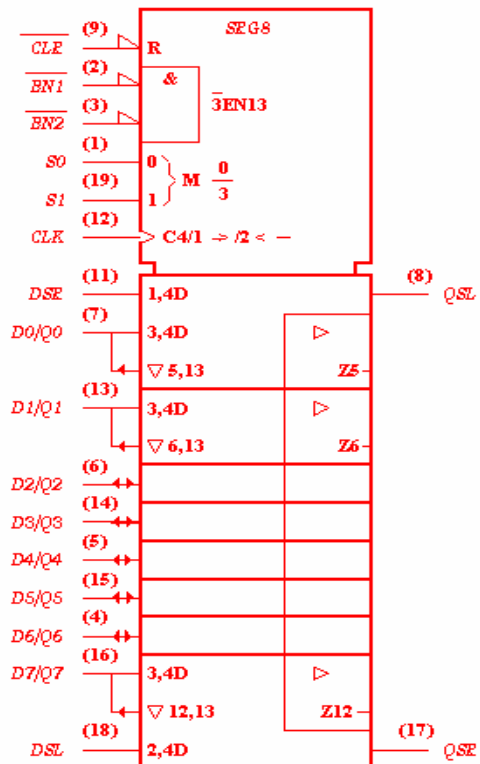 SRG8
(9)
CLR
R
(2)
BN1
&
3EN13
(3)
BN2
(1)
S0
0
M 0/3
(19)
S1
1
(12)
CLK
C4/1 → /2 ← —
(11)
DSR
1,4D
(8)
QSL
(7)
D0/Q0
3,4D
▷
▽ 5,13
Z5
(13)
D1/Q1
3,4D
▷
▽ 6,13
Z6
(6)
D2/Q2
(14)
D3/Q3
(5)
D4/Q4
(15)
D5/Q5
(4)
D6/Q6
(16)
D7/Q7
3,4D
▷
▽ 12,13
Z12
(18)
DSL
2,4D
(17)
QSR